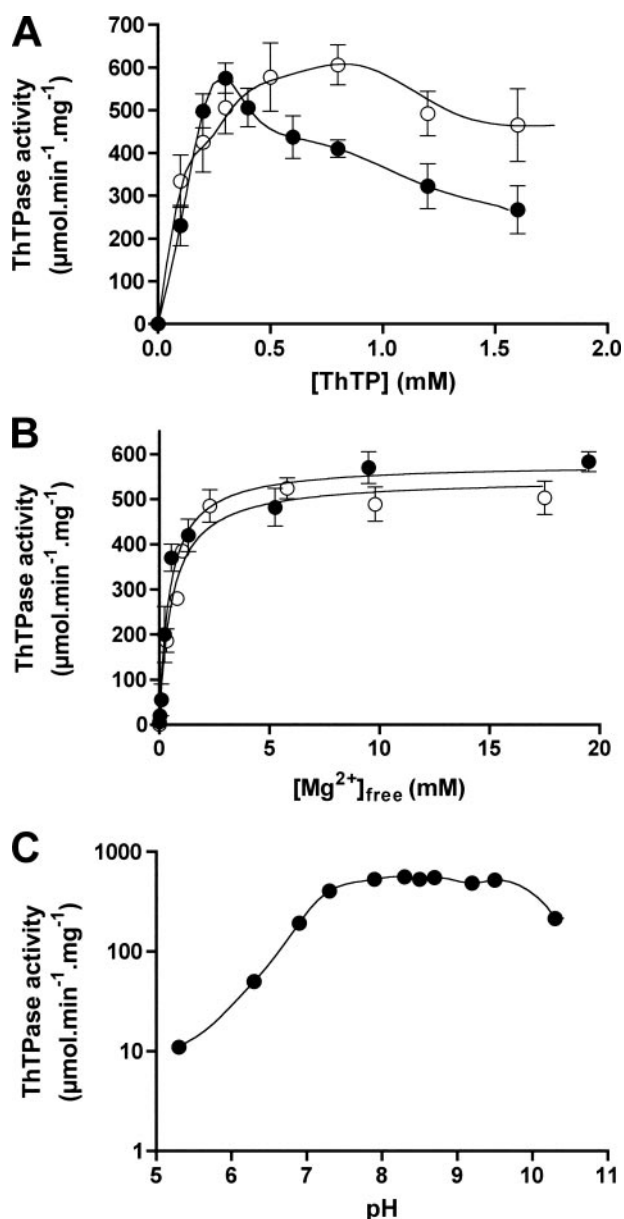 A
ThTPase activity
(µmol.min⁻¹.mg⁻¹)
700
600
500
400
300
200
100
0
0.0 0.5 1.0 1.5 2.0
[ThTP] (mM)
B
ThTPase activity
(µmol.min⁻¹.mg⁻¹)
600
500
400
300
200
100
0
0 5 10 15 20
[Mg²⁺]free (mM)
C
ThTPase activity
(µmol.min⁻¹.mg⁻¹)
1000
100
10
1
5 6 7 8 9 10 11
pH